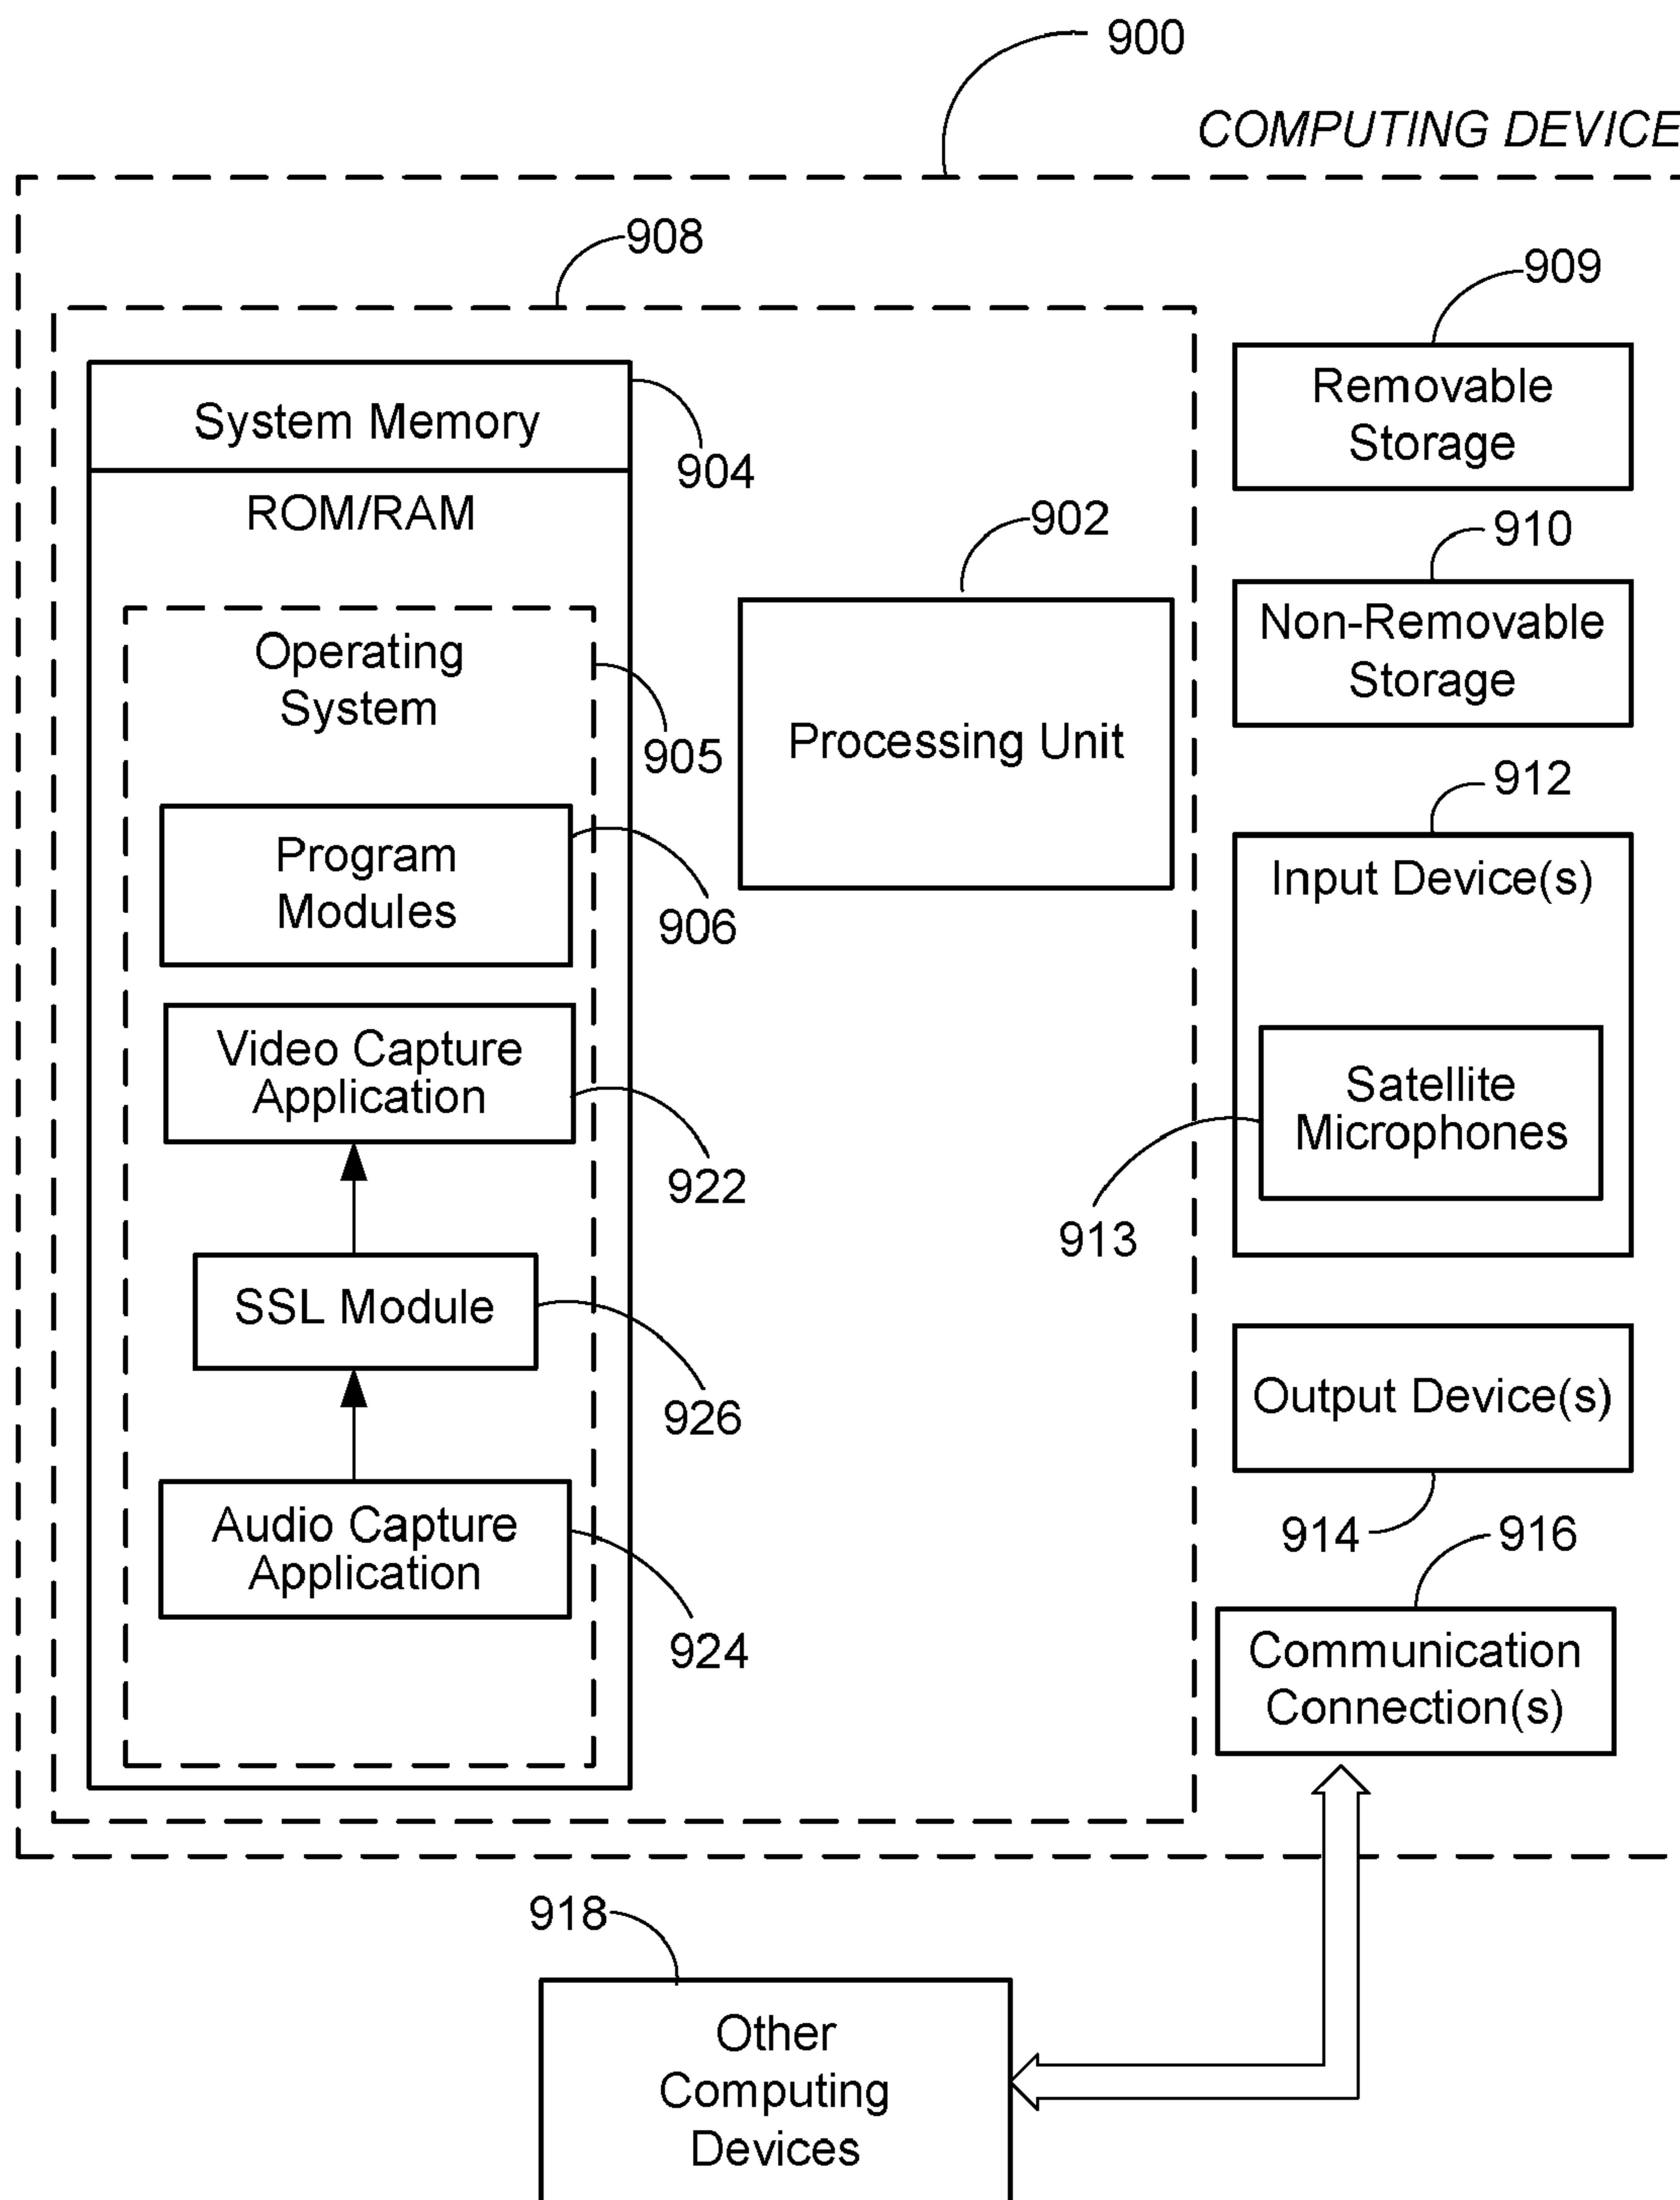 900
COMPUTING DEVICE
908
909
System Memory
904
ROM/RAM
Removable
Storage
902
910
Operating
System
905
Processing Unit
Non-Removable
Storage
912
Program
Modules
906
Input Device(s)
Video Capture
Application
922
Satellite
Microphones
913
SSL Module
926
Output Device(s)
914
Audio Capture
Application
924
916
Communication
Connection(s)
918
Other
Computing
Devices